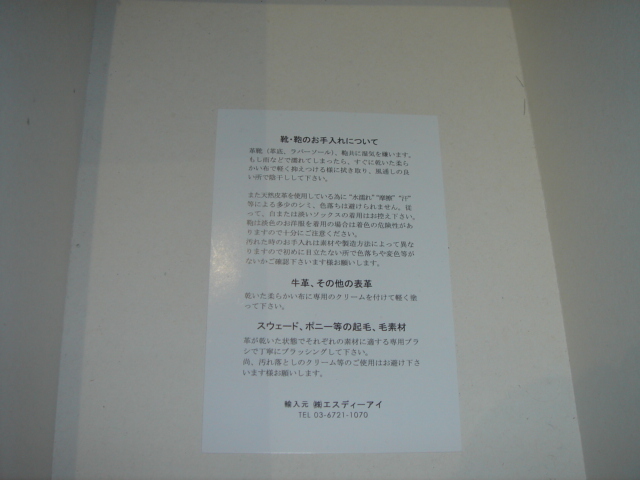 靴・鞄のお手入れについて
革靴（革底、ラバーソール）、鞄共に湿気を嫌います。
もし雨などで濡れてしまったら、すぐに乾いた柔ら
かい布で軽く抑えつける様に拭き取り、風通しの良
い所で陰干しして下さい。
また天然皮革を使用している為に"水濡れ""摩擦""汗"
等による多少のシミ、色落ちは避けられません。従
って、白または淡いソックスの着用はお控え下さい。
鞄は淡色のお洋服を着用の場合は着色の危険性があ
りますので十分にご注意ください。
汚れた時のお手入れは素材や製造方法によって異な
りますので初めに目立たない所で色落ちや変色等が
ないかご確認下さいます様お願いします。
牛革、その他の表革
乾いた柔らかい布に専用のクリームを付けて軽く塗
って下さい。
スウェード、ポニー等の起毛、毛素材
革が乾いた状態でそれぞれの素材に適する専用ブラ
シで丁寧にブラッシングして下さい。
尚、汚れ落としのクリーム等のご使用はお避け下さ
います様お願いします。
輸入元 ㈱エスディーアイ
TEL 03-6721-1070